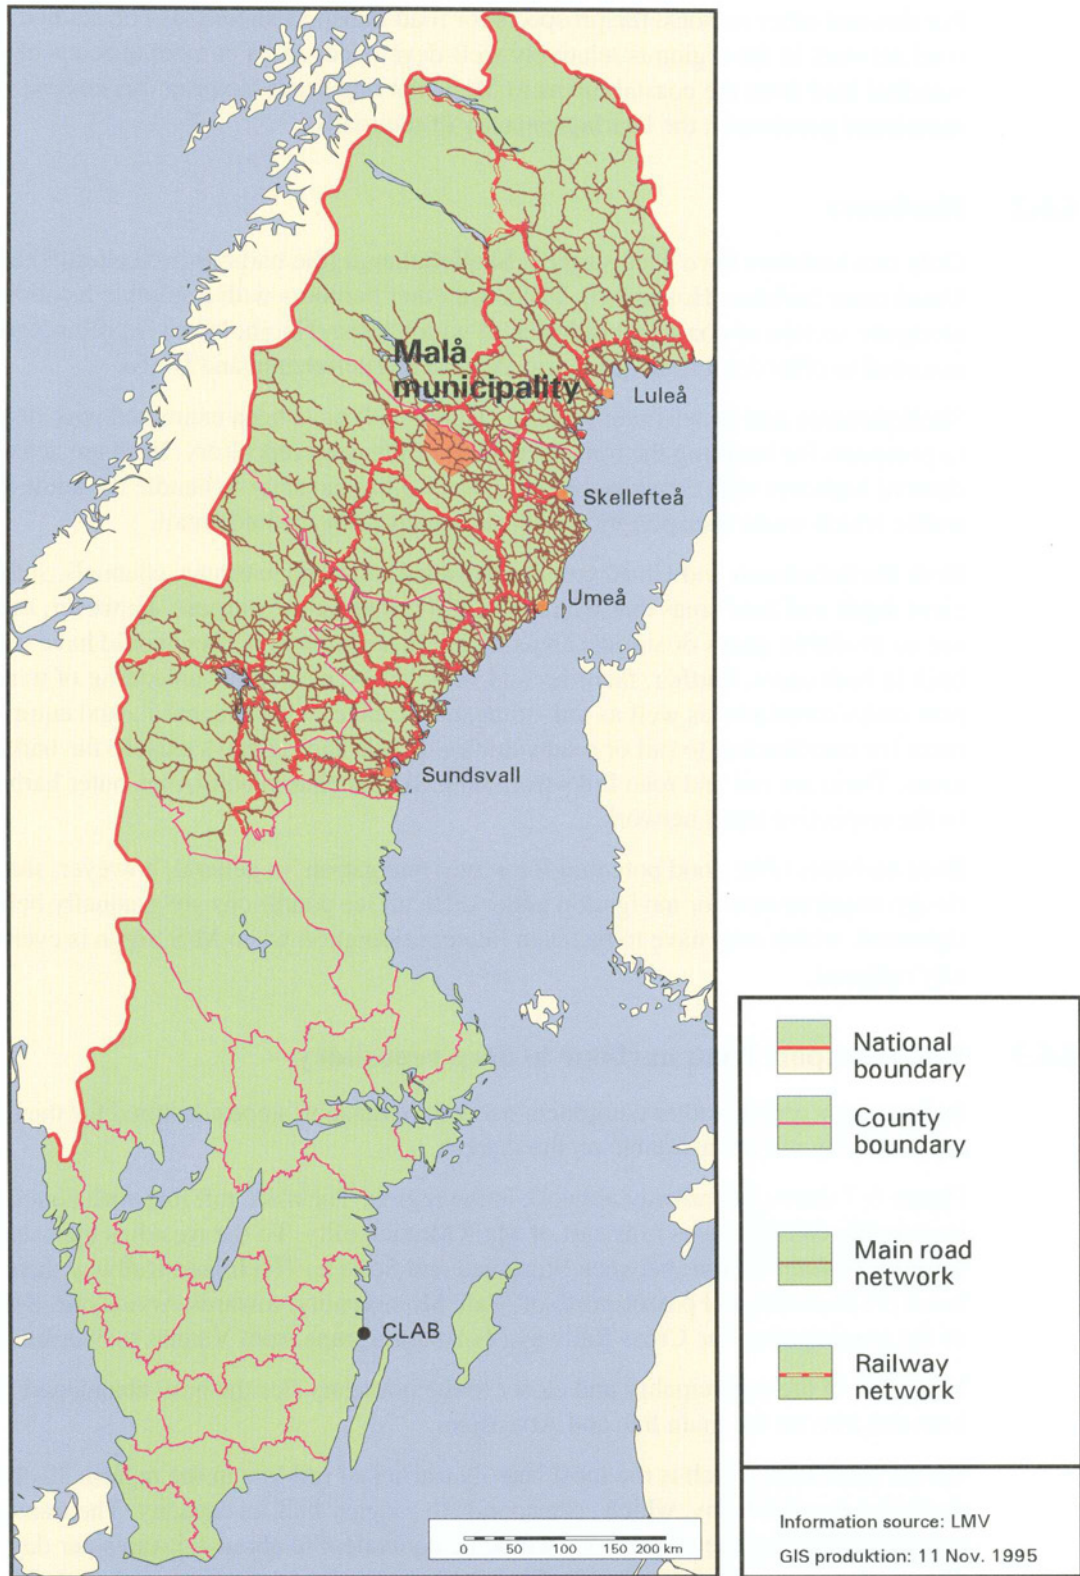 Malå
municipality
Luleå
Skellefteå
Umeå
Sundsvall
CLAB
0 50 100 150 200 km
National
boundary
County
boundary
Main road
network
Railway
network
Information source: LMV
GIS produktion: 11 Nov. 1995